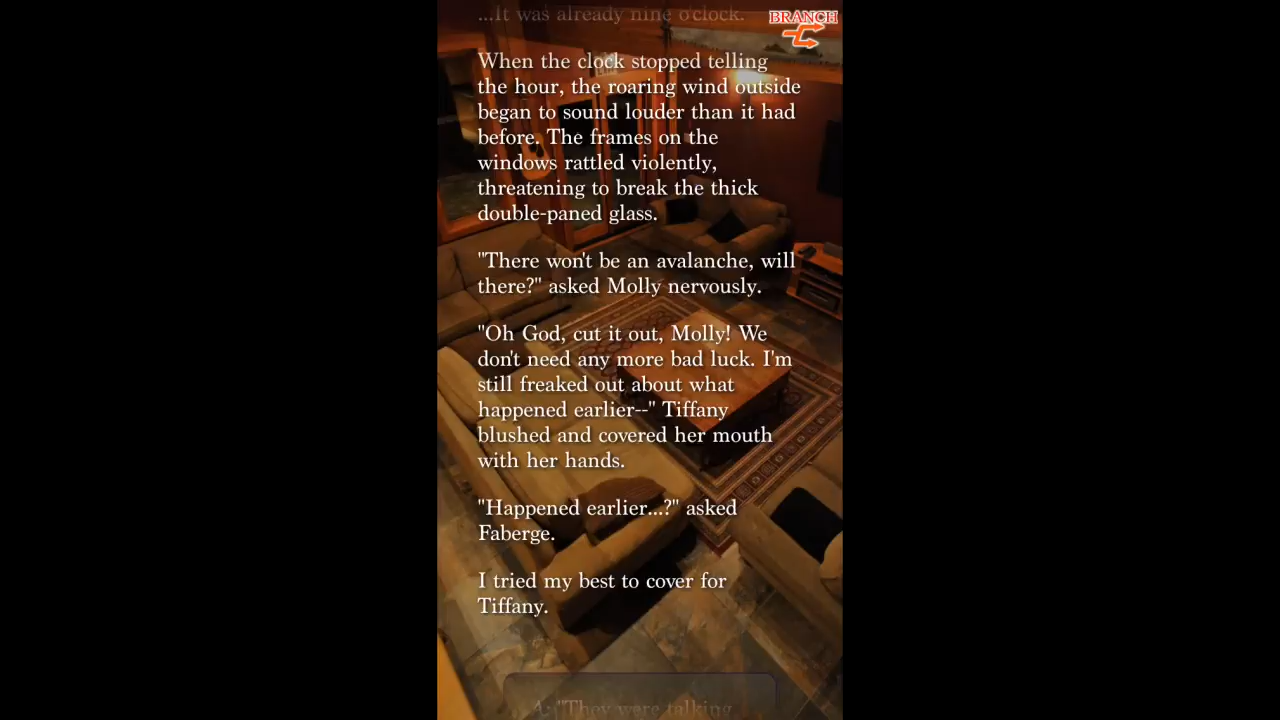 ...It was already nine o'clock.
BRANCH
When the clock stopped telling
the hour, the roaring wind outside
began to sound louder than it had
before. The frames on the
windows rattled violently,
threatening to break the thick
double-paned glass.
"There won't be an avalanche, will
there?" asked Molly nervously.
"Oh God, cut it out, Molly! We
don't need any more bad luck. I'm
still freaked out about what
happened earlier--" Tiffany
blushed and covered her mouth
with her hands.
"Happened earlier...?" asked
Faberge.
I tried my best to cover for
Tiffany.
A: "They were talking